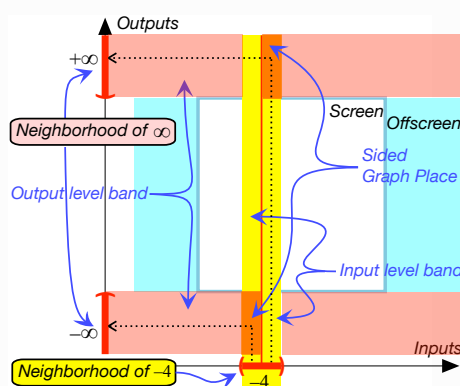 Outputs
+∞
Screen
Offscreen
Neighborhood of ∞
Sided
Graph Place
Output level band
Input level band
−∞
Inputs
Neighborhood of −4
−4